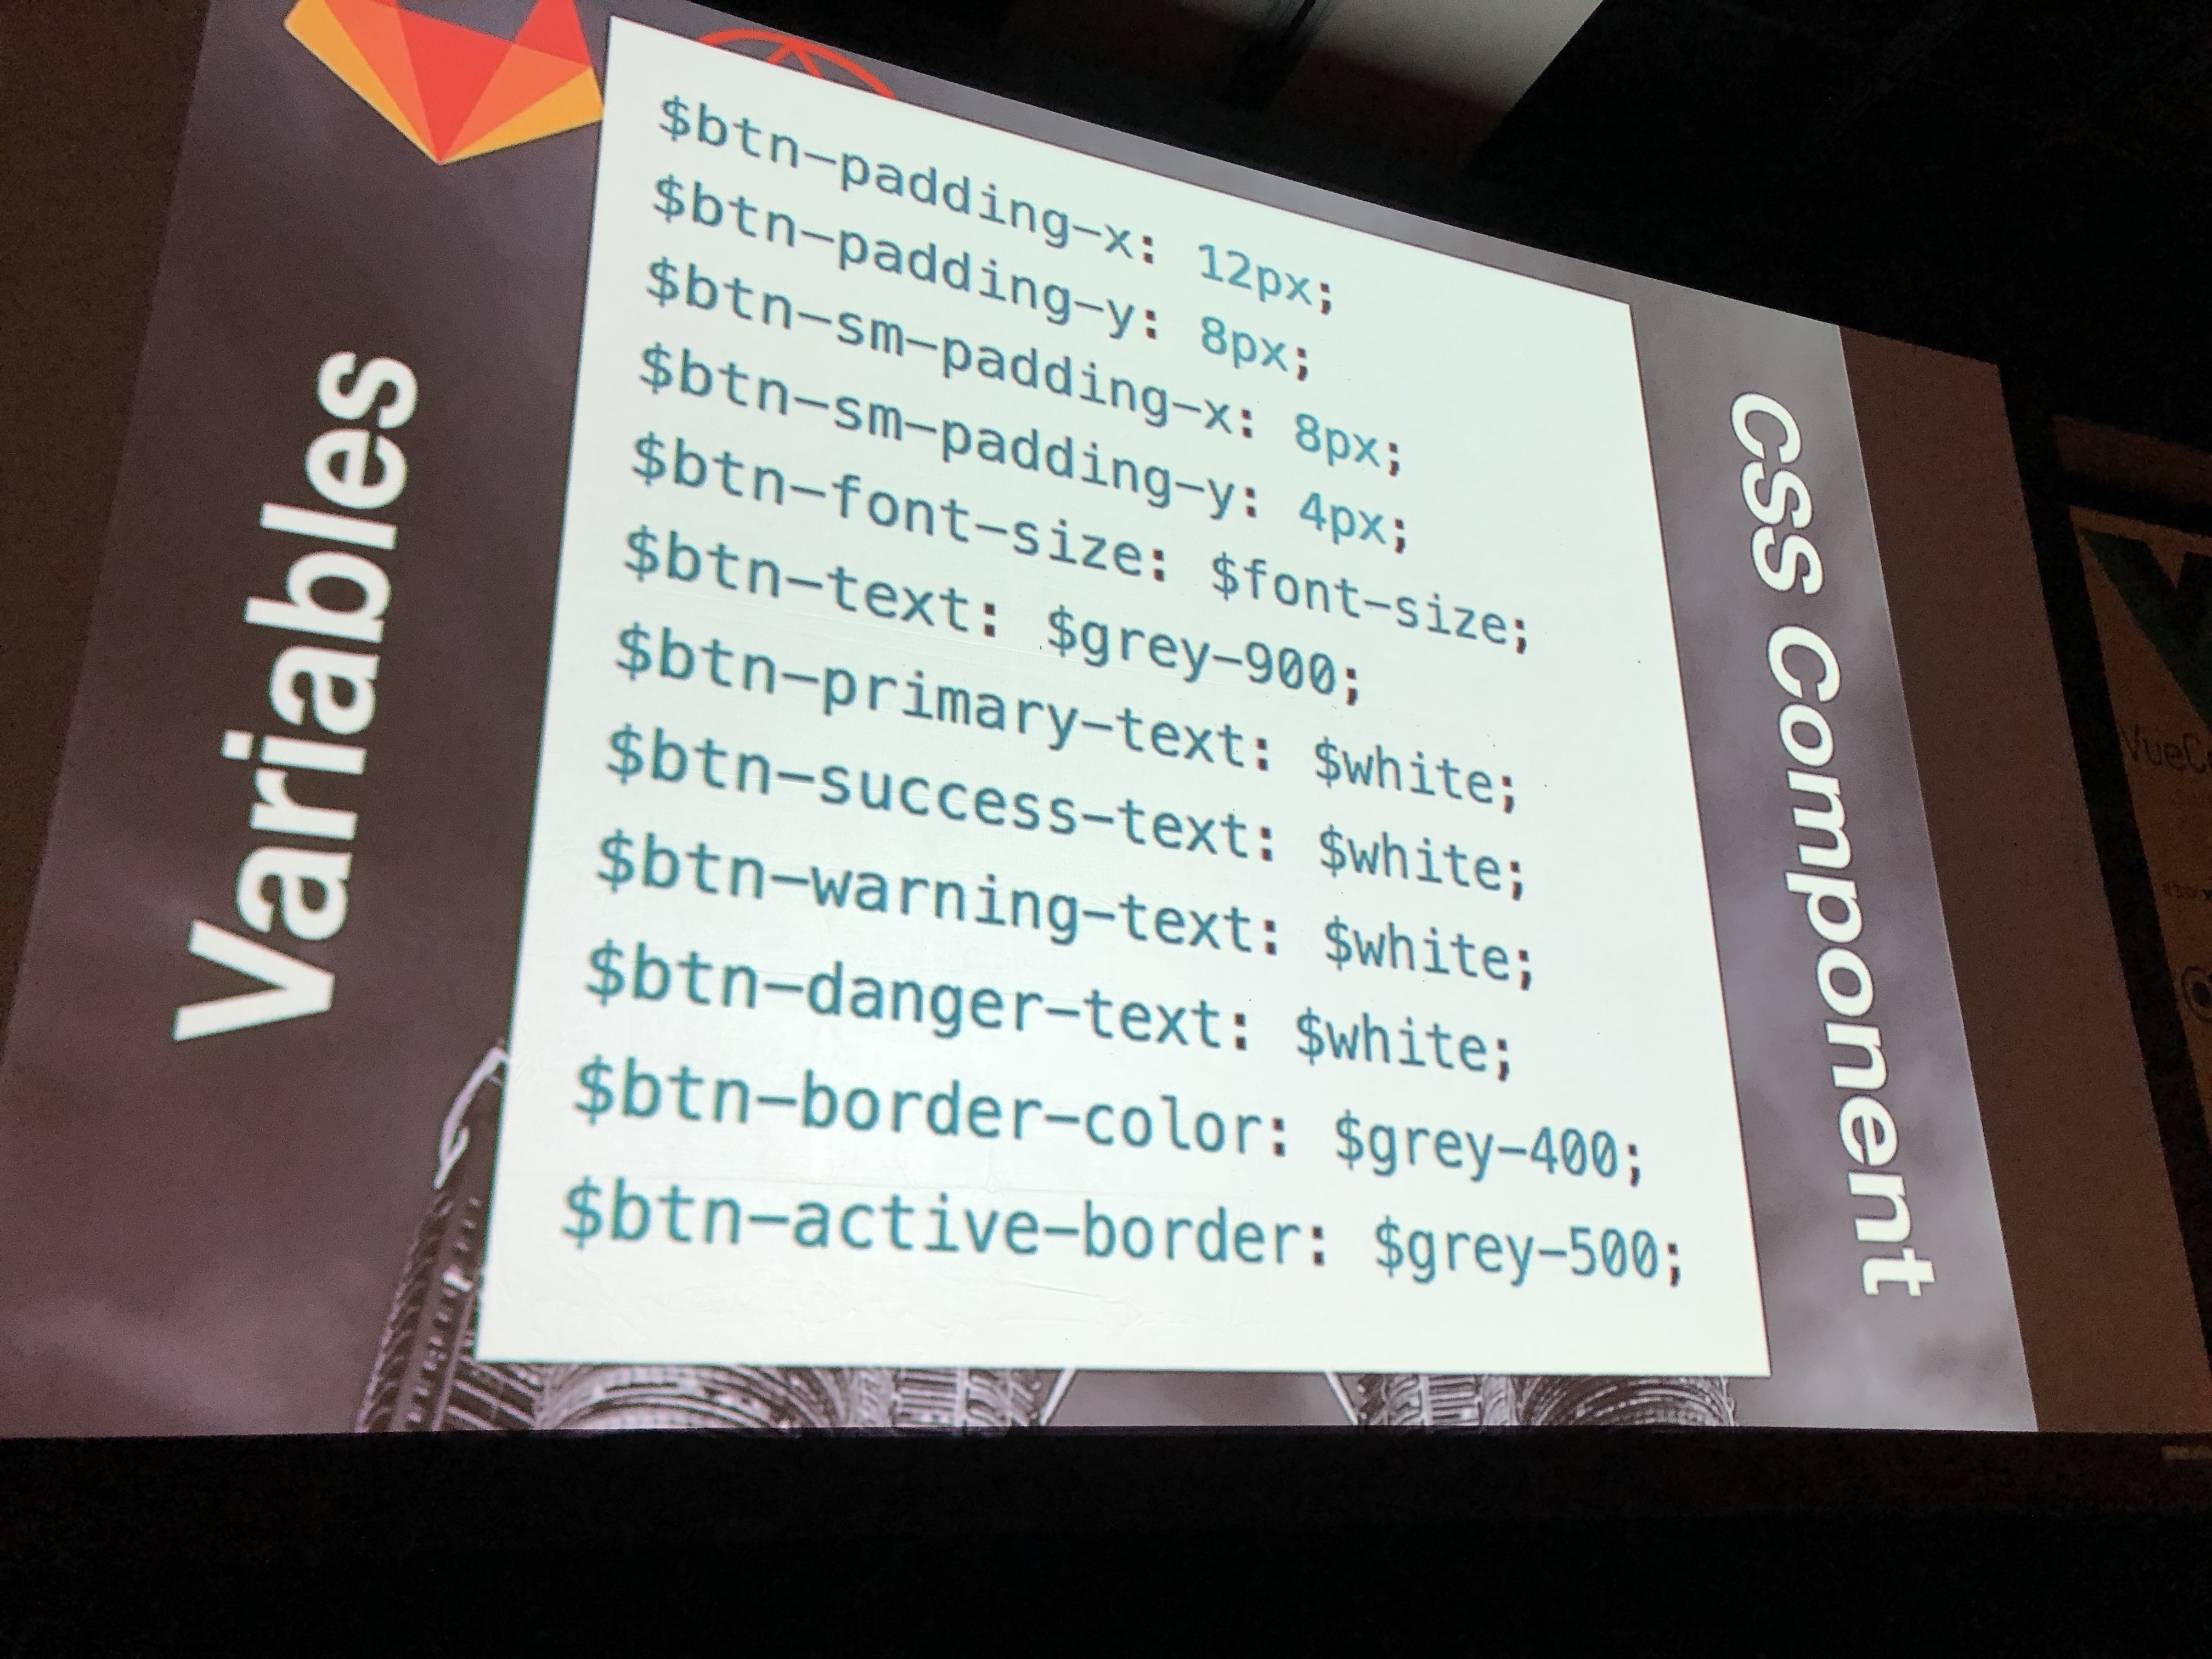 Variables
$btn-padding-x: 12px;
$btn-padding-y: 8px;
$btn-sm-padding-x: 8px;
$btn-sm-padding-y: 4px;
$btn-font-size: $font-size;
$btn-text: $grey-900;
$btn-primary-text: $white;
$btn-success-text: $white;
$btn-warning-text: $white;
$btn-danger-text: $white;
$btn-border-color: $grey-400;
$btn-active-border: $grey-500;
CSS Component